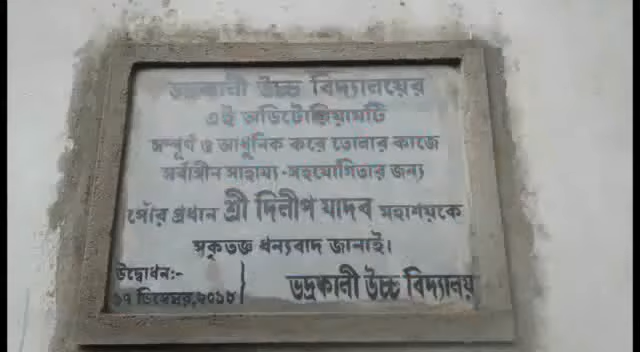 ভদ্রকালী উচ্চ বিদ্যালয়ের
এই অডিটোরিয়ামটি
সম্পূর্ণ ও আধুনিক করে তোলার কাজে
সর্বাঙ্গীন সাহায্য-সহযোগিতার জন্য
পৌর প্রধান শ্রী দিলীপ যাদব মহাশয়কে
সকৃতজ্ঞ ধন্যবাদ জানাই।
উদ্বোধন:-
১৭ ডিসেম্বর, ২০১৮
ভদ্রকালী উচ্চ বিদ্যালয়